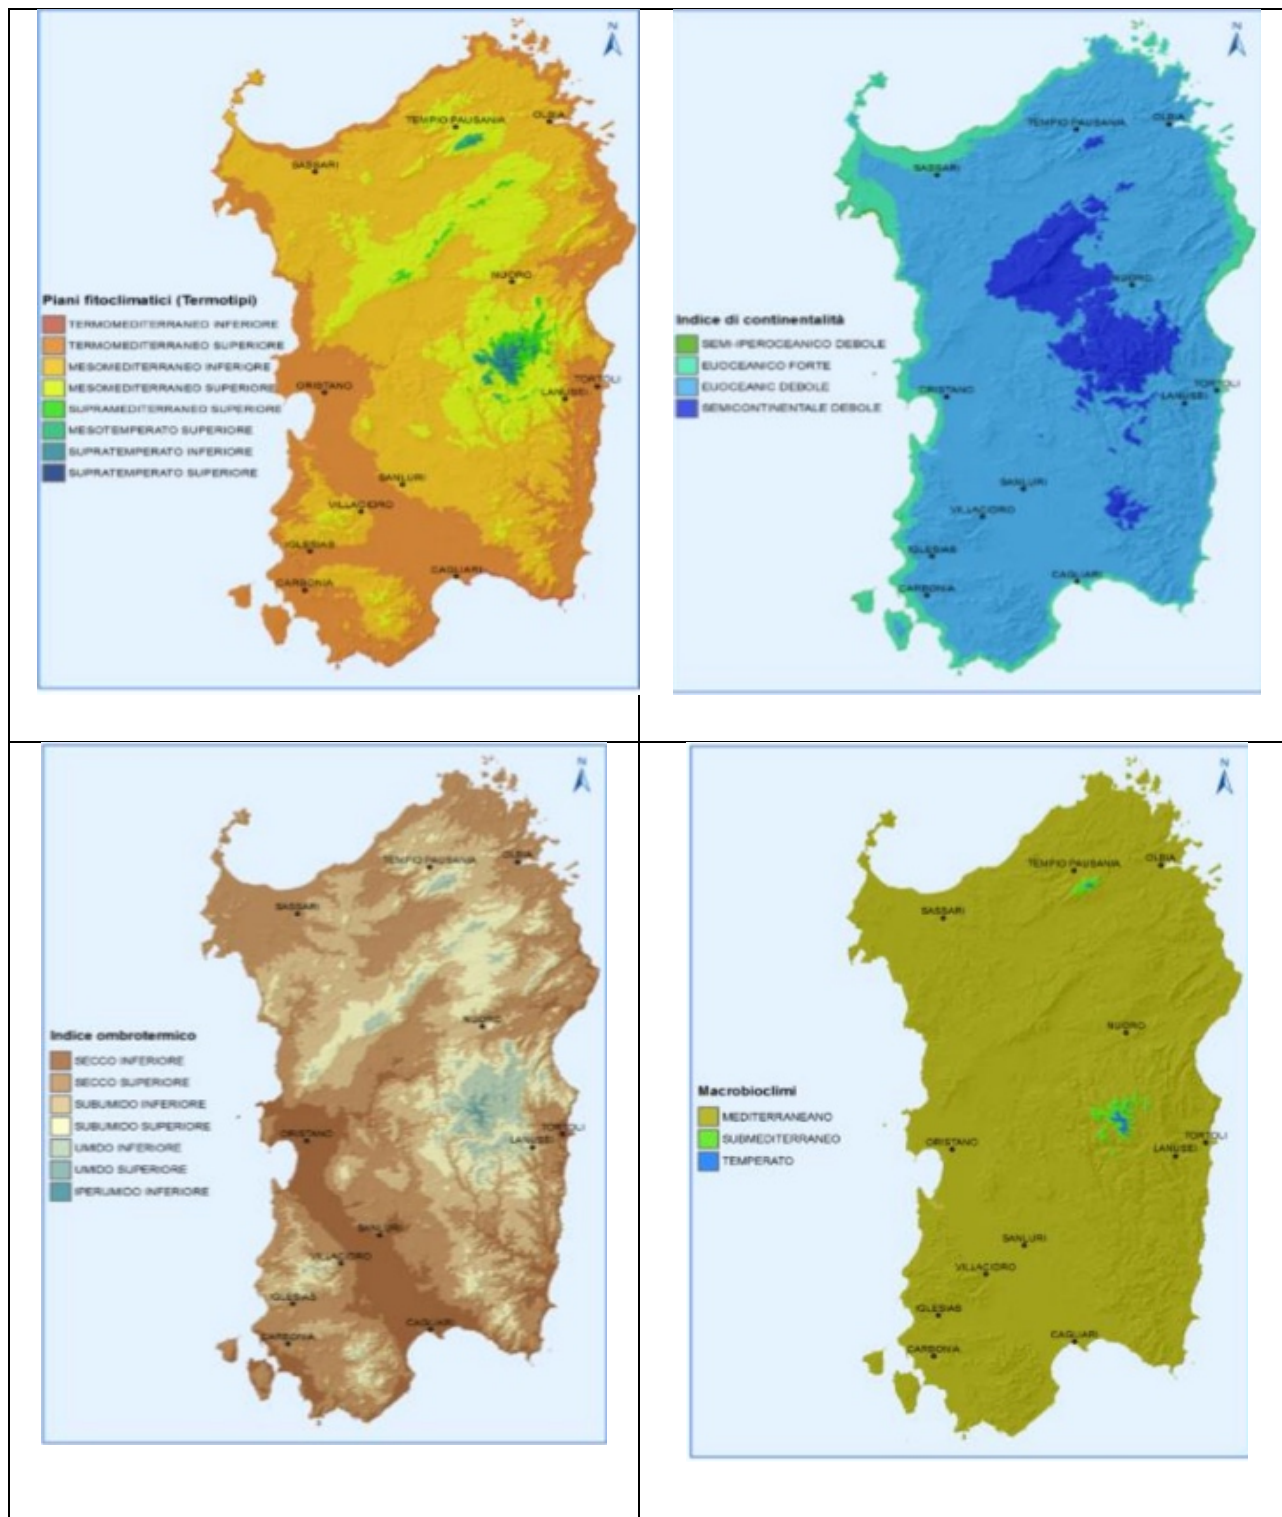 N
TEMPIO PAUSANIA
OLBIA
SASSARI
NUORO
Piani fitoclimatici (Termotipi)
TERMOMEDITERRANEO INFERIORE
TERMOMEDITERRANEO SUPERIORE
MESOMEDITERRANEO INFERIORE
MESOMEDITERRANEO SUPERIORE
SUPRAMEDITERRANEO SUPERIORE
MESOTEMPERATO SUPERIORE
SUPRATEMPERATO INFERIORE
SUPRATEMPERATO SUPERIORE
ORISTANO
TORTOLI
LANUSEI
SANLURI
VILLACIDRO
IGLESIAS
CARBONIA
CAGLIARI
N
TEMPIO PAUSANIA
OLBIA
SASSARI
NUORO
Indice di continentalità
SEMI-IPEROCEANICO DEBOLE
EUOCEANICO FORTE
EUOCEANIC DEBOLE
SEMICONTINENTALE DEBOLE
ORISTANO
TORTOLI
LANUSEI
SANLURI
VILLACIDRO
IGLESIAS
CARBONIA
CAGLIARI
N
TEMPIO PAUSANIA
OLBIA
SASSARI
NUORO
Indice ombrotermico
SECCO INFERIORE
SECCO SUPERIORE
SUBUMIDO INFERIORE
SUBUMIDO SUPERIORE
UMIDO INFERIORE
UMIDO SUPERIORE
IPERUMIDO INFERIORE
ORISTANO
TORTOLI
LANUSEI
SANLURI
VILLACIDRO
IGLESIAS
CARBONIA
CAGLIARI
N
TEMPIO PAUSANIA
OLBIA
SASSARI
NUORO
Macrobioclimi
MEDITERRANEANO
SUBMEDITERRANEO
TEMPERATO
ORISTANO
TORTOLI
LANUSEI
SANLURI
VILLACIDRO
IGLESIAS
CARBONIA
CAGLIARI